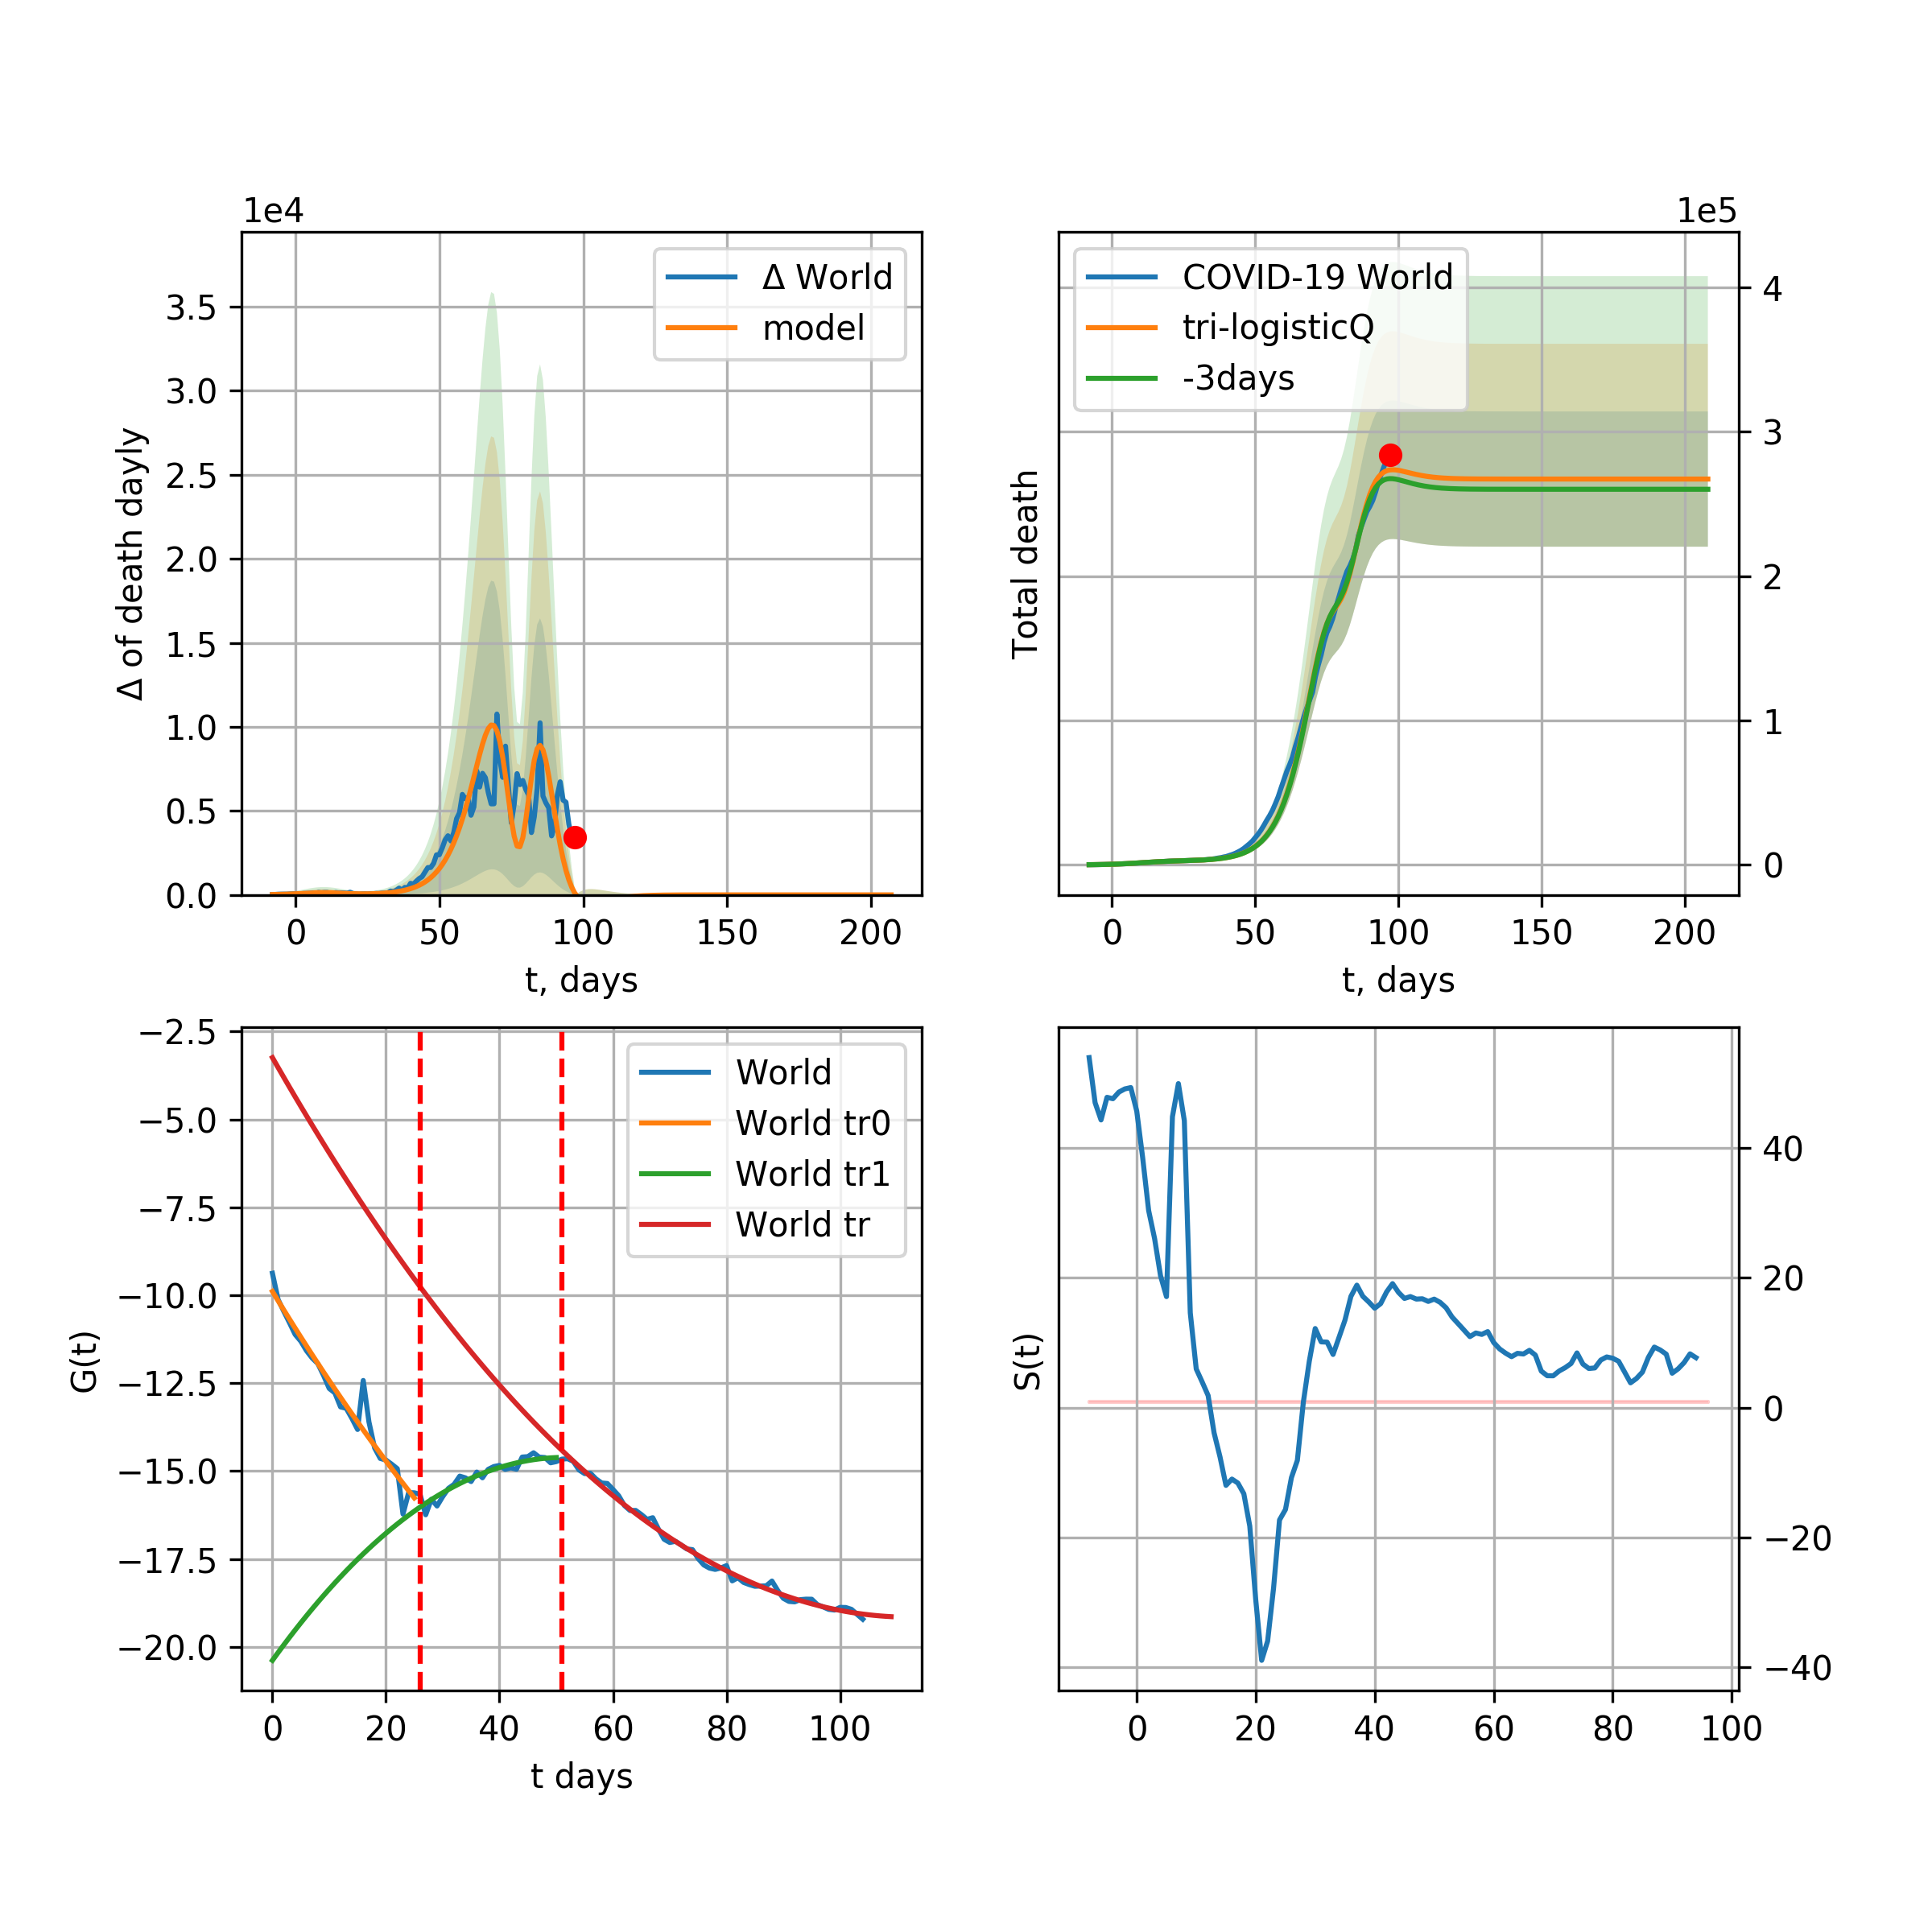 1e4
Δ World
model
3.5
3.0
2.5
2.0
1.5
1.0
0.5
0.0
Δ of death dayly
0 50 100 150 200
t, days
1e5
COVID-19 World
tri-logisticQ
-3days
4
3
2
1
0
Total death
0 50 100 150 200
t, days
−2.5
−5.0
−7.5
−10.0
−12.5
−15.0
−17.5
−20.0
G(t)
World
World tr0
World tr1
World tr
0 20 40 60 80 100
t days
40
20
0
−20
−40
S(t)
0 20 40 60 80 100